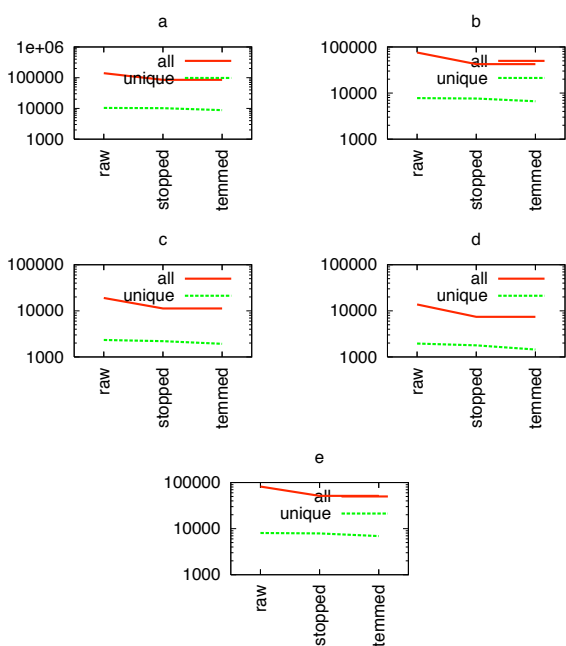 a
1e+06
100000
10000
1000
all
unique
raw
stopped
temmed
b
100000
10000
1000
all
unique
raw
stopped
temmed
c
100000
10000
1000
all
unique
raw
stopped
temmed
d
100000
10000
1000
all
unique
raw
stopped
temmed
e
100000
10000
1000
all
unique
raw
stopped
temmed